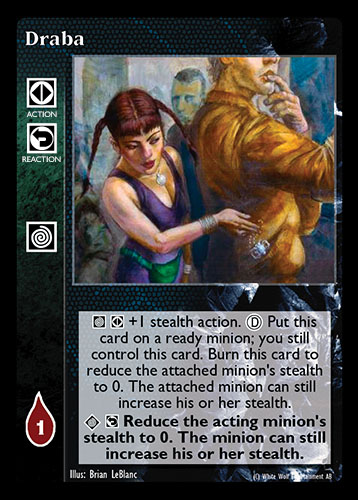 Draba
ACTION
REACTION
+1 stealth action. D Put this
card on a ready minion; you still
control this card. Burn this card to
reduce the attached minion's stealth
to 0. The attached minion can still
increase his or her stealth.
Reduce the acting minion's
stealth to 0. The minion can still
increase his or her stealth.
1
Illus: Brian LeBlanc
(C) White Wolf Entertainment AB